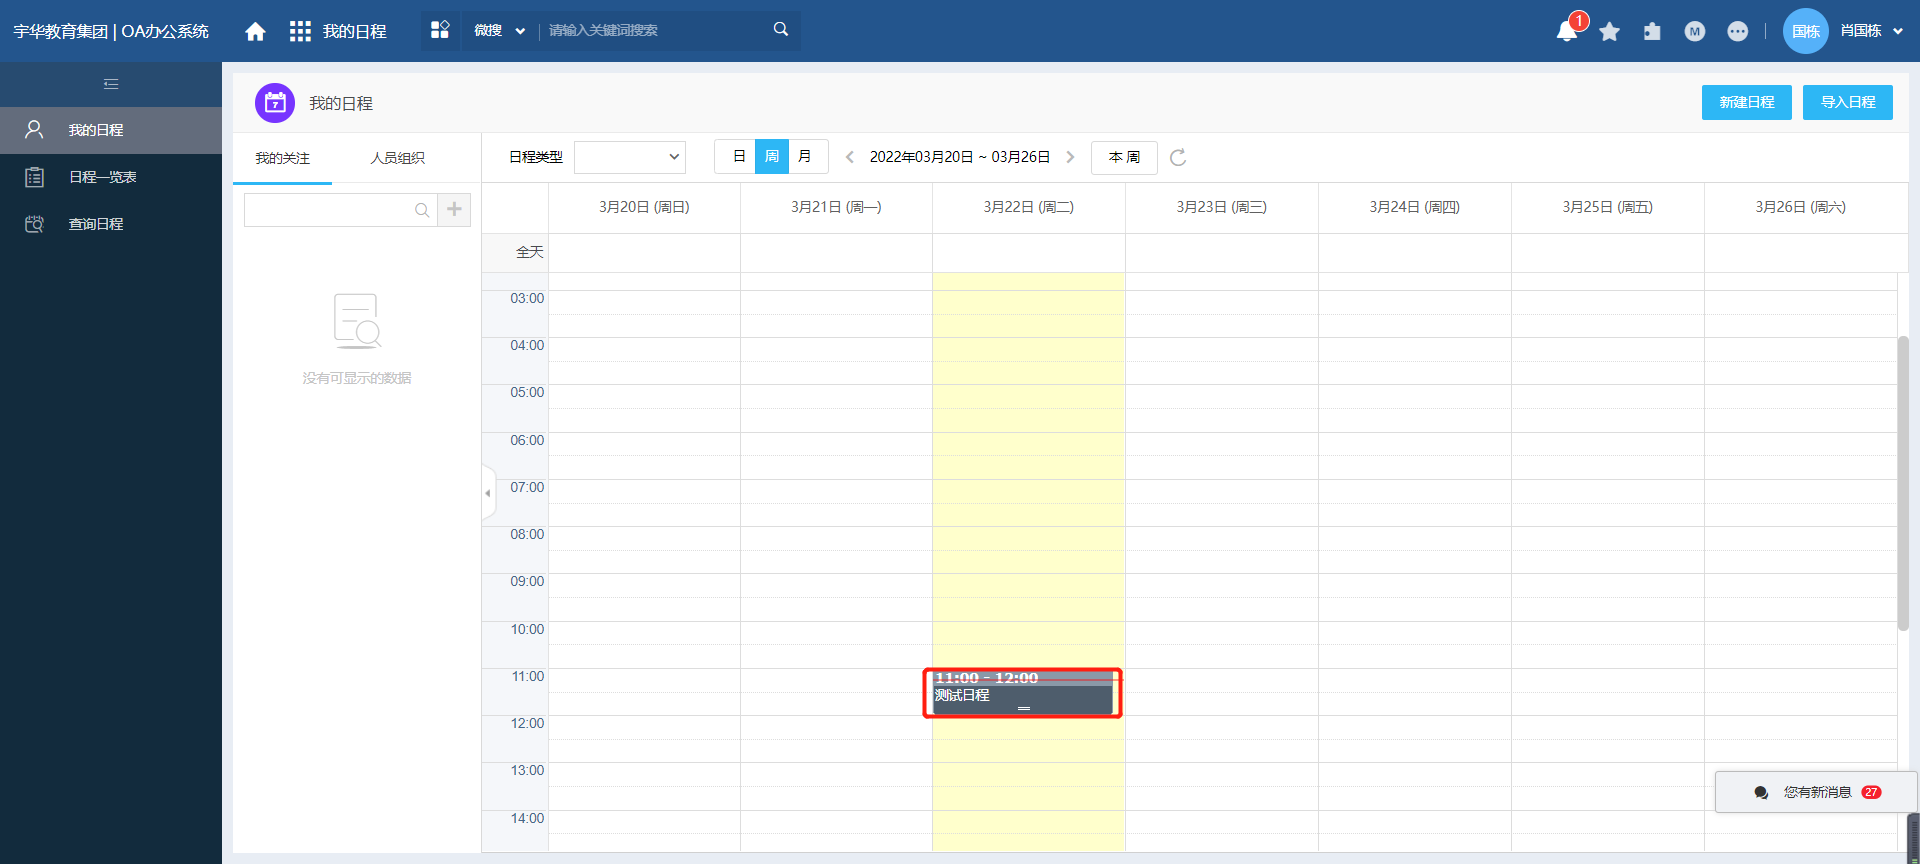 宇华教育集团 | OA办公系统
我的日程
微搜
请输入关键词搜索
1
M
国栋
肖国栋
我的日程
日程一览表
查询日程
7
我的日程
新建日程
导入日程
我的关注
人员组织
日程类型
日
周
月
2022年03月20日 ~ 03月26日
本 周
没有可显示的数据
3月20日 (周日)
3月21日 (周一)
3月22日 (周二)
3月23日 (周三)
3月24日 (周四)
3月25日 (周五)
3月26日 (周六)
全天
03:00
04:00
05:00
06:00
07:00
08:00
09:00
10:00
11:00
11:00 - 12:00
测试日程
12:00
13:00
14:00
您有新消息 27